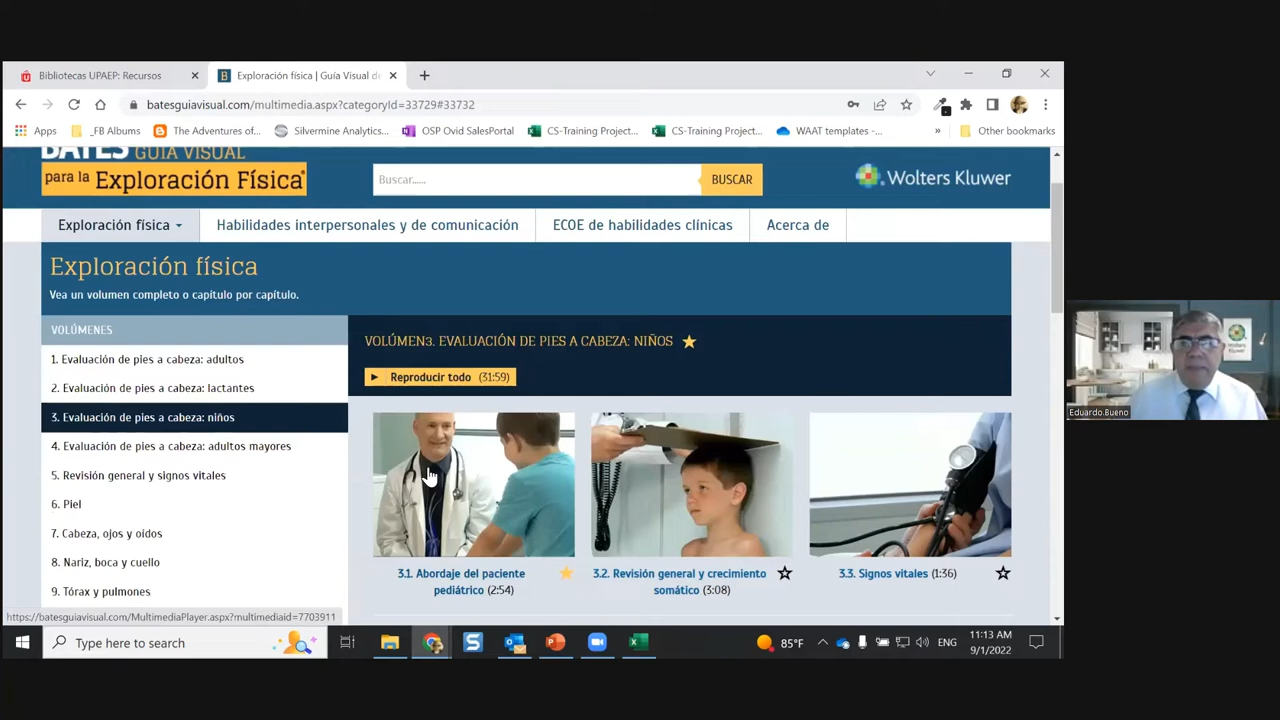 Bibliotecas UPAEP: Recursos
Exploración física | Guía Visual de
batesguiavisual.com/multimedia.aspx?categoryId=33729#33732
Apps
_FB Albums
The Adventures of...
Silvermine Analytics...
OSP Ovid SalesPortal
CS-Training Project...
CS-Training Project...
WAAT templates -...
»
Other bookmarks
BATES GUÍA VISUAL
para la Exploración Física®
Buscar......
BUSCAR
Wolters Kluwer
Exploración física
Habilidades interpersonales y de comunicación
ECOE de habilidades clínicas
Acerca de
Exploración física
Vea un volumen completo o capítulo por capítulo.
VOLÚMENES
1. Evaluación de pies a cabeza: adultos
2. Evaluación de pies a cabeza: lactantes
3. Evaluación de pies a cabeza: niños
4. Evaluación de pies a cabeza: adultos mayores
5. Revisión general y signos vitales
6. Piel
7. Cabeza, ojos y oídos
8. Nariz, boca y cuello
9. Tórax y pulmones
VOLÚMEN3. EVALUACIÓN DE PIES A CABEZA: NIÑOS
Reproducir todo (31:59)
3.1. Abordaje del paciente
pediátrico (2:54)
3.2. Revisión general y crecimiento
somático (3:08)
3.3. Signos vitales (1:36)
https://batesguiavisual.com/MultimediaPlayer.aspx?multimediaid=7703911
Type here to search
85°F
ENG
11:13 AM
9/1/2022
Wolters Kluwer
Eduardo.Bueno